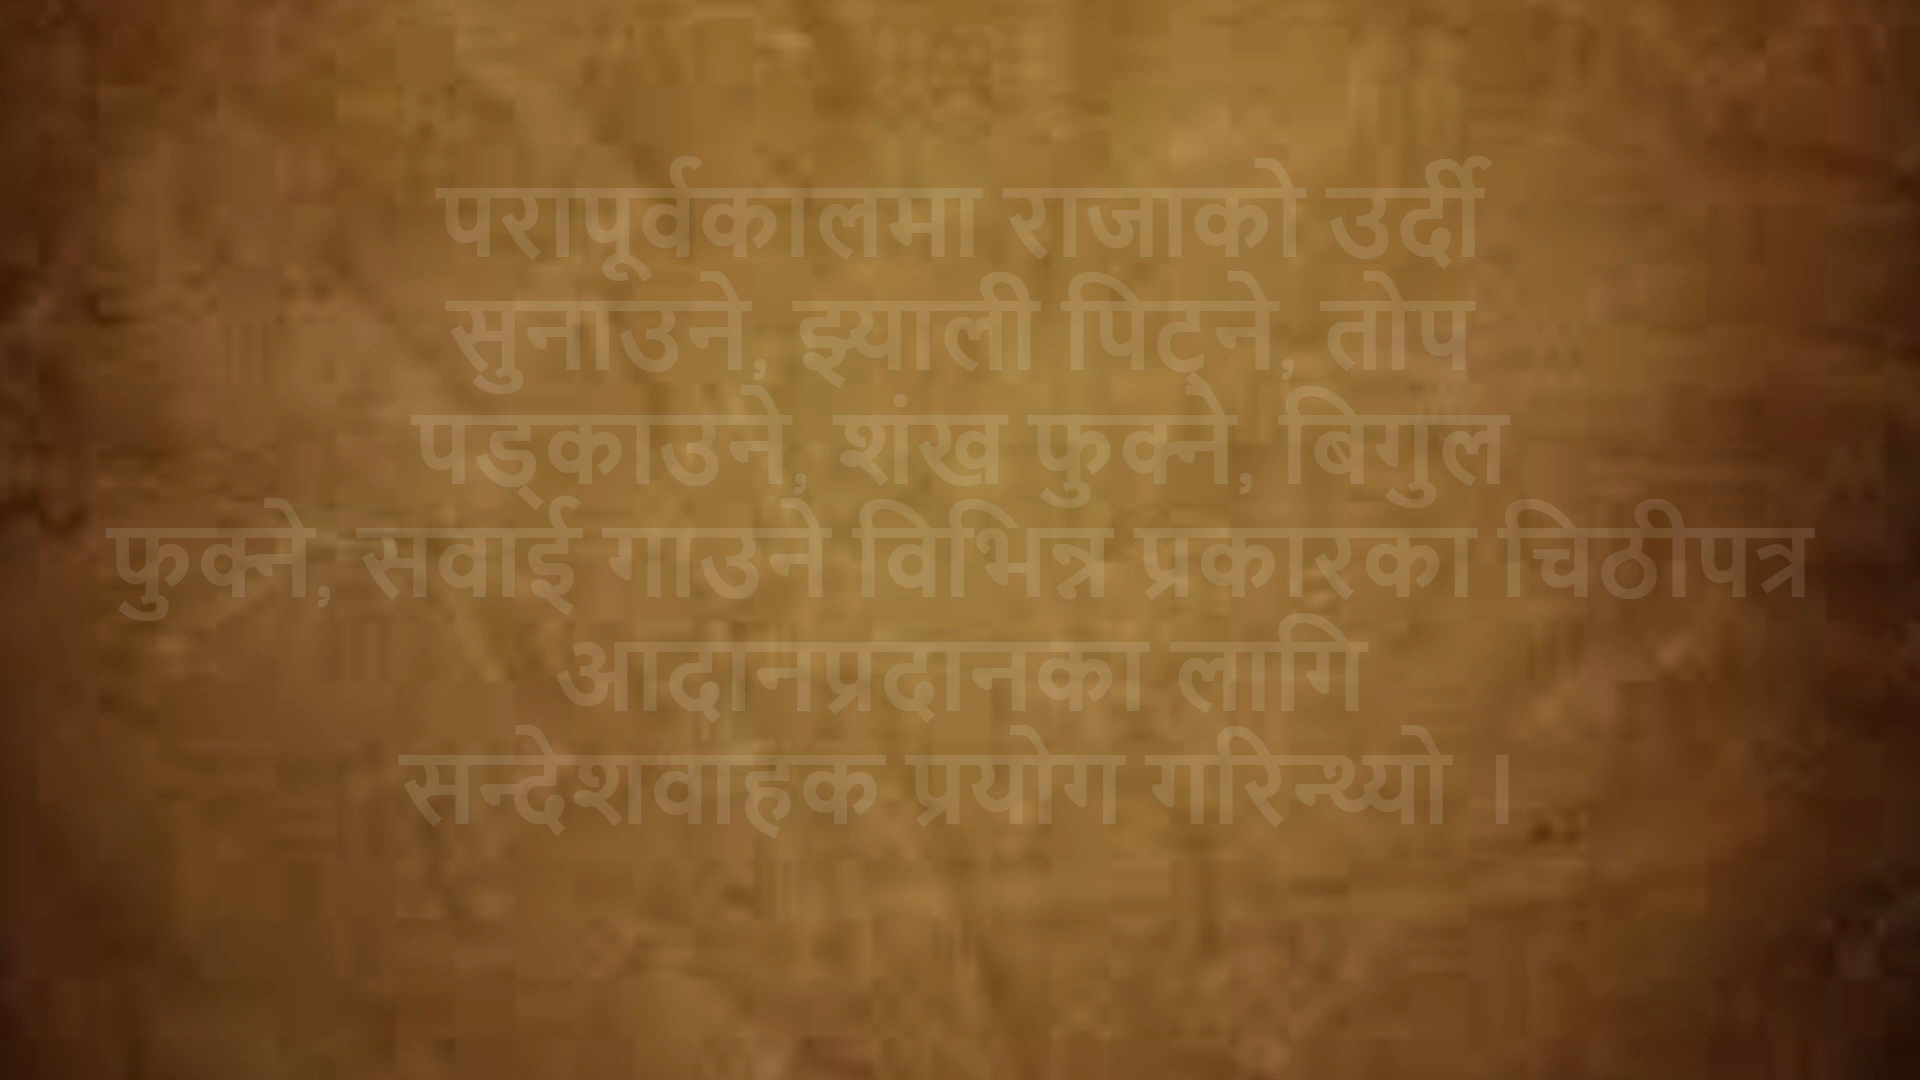 परापूर्वकालमा राजाको उर्दी
सुनाउने, झ्याली पिट्ने, तोप
पड्काउने, शंख फुक्ने, बिगुल
फुक्ने, सवाई गाउने विभिन्न प्रकारका चिठीपत्र
आदानप्रदानका लागि
सन्देशवाहक प्रयोग गरिन्थ्यो ।